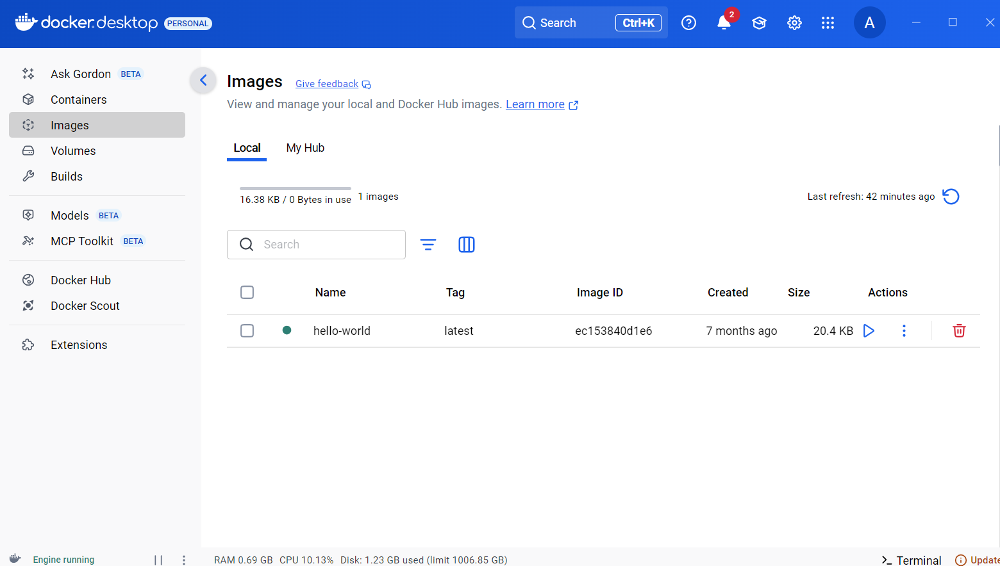 docker.desktop PERSONAL
Search Ctrl+K
2
A
Ask Gordon BETA
Containers
Images
Volumes
Builds
Models BETA
MCP Toolkit BETA
Docker Hub
Docker Scout
Extensions
Images Give feedback
View and manage your local and Docker Hub images. Learn more
Local My Hub
16.38 KB / 0 Bytes in use 1 images
Last refresh: 42 minutes ago
Search
Name Tag Image ID Created Size Actions
hello-world latest ec153840d1e6 7 months ago 20.4 KB
Engine running
RAM 0.69 GB CPU 10.13% Disk: 1.23 GB used (limit 1006.85 GB)
Terminal
Update